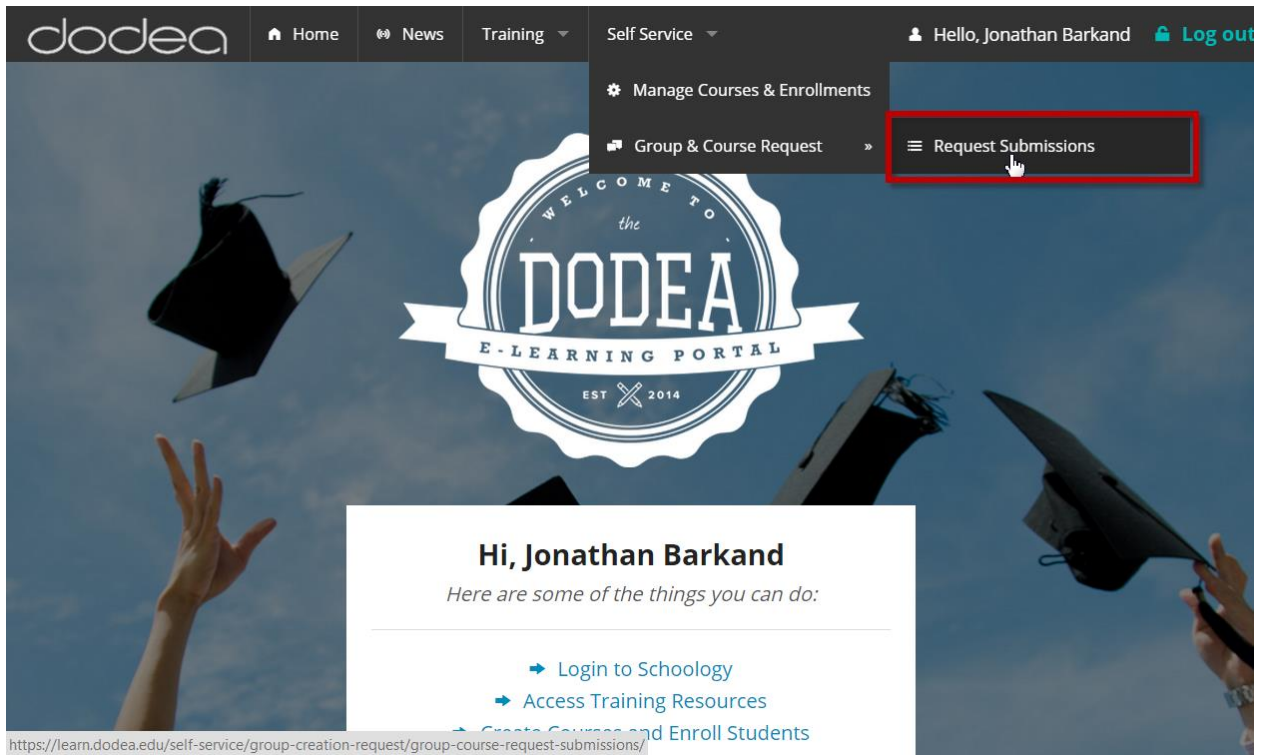 dodea Home News Training Self Service Hello, Jonathan Barkand Log out
Manage Courses & Enrollments
Group & Course Request » Request Submissions
WELCOME TO
the
DODEA
E-LEARNING PORTAL
EST 2014
Hi, Jonathan Barkand
Here are some of the things you can do:
Login to Schoology
Access Training Resources
Create Courses and Enroll Students
https://learn.dodea.edu/self-service/group-creation-request/group-course-request-submissions/